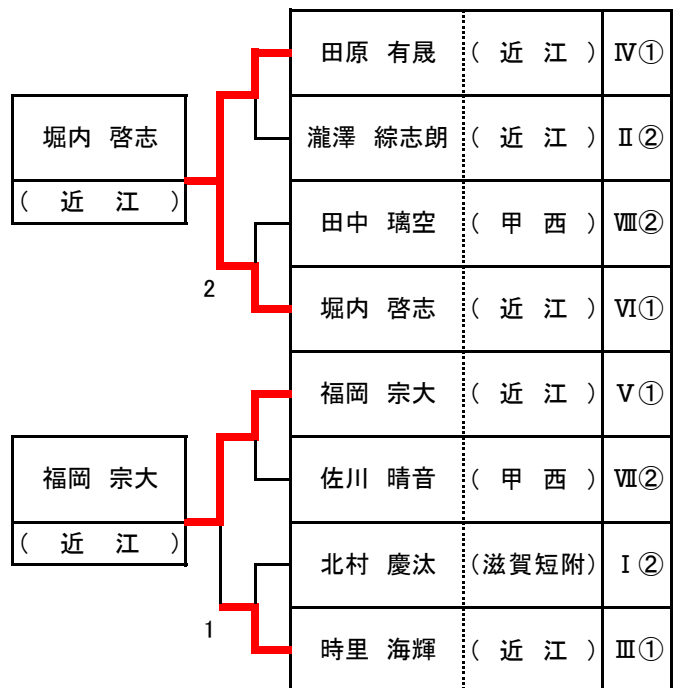 田原 有晟 ( 近 江 ) Ⅳ①
堀内 啓志
瀧澤 綜志朗 ( 近 江 ) Ⅱ②
( 近 江 )
田中 璃空 ( 甲 西 ) Ⅷ②
2
堀内 啓志 ( 近 江 ) Ⅵ①
福岡 宗大 ( 近 江 ) Ⅴ①
福岡 宗大
佐川 晴音 ( 甲 西 ) Ⅶ②
( 近 江 )
北村 慶汰 (滋賀短附) Ⅰ②
1
時里 海輝 ( 近 江 ) Ⅲ①